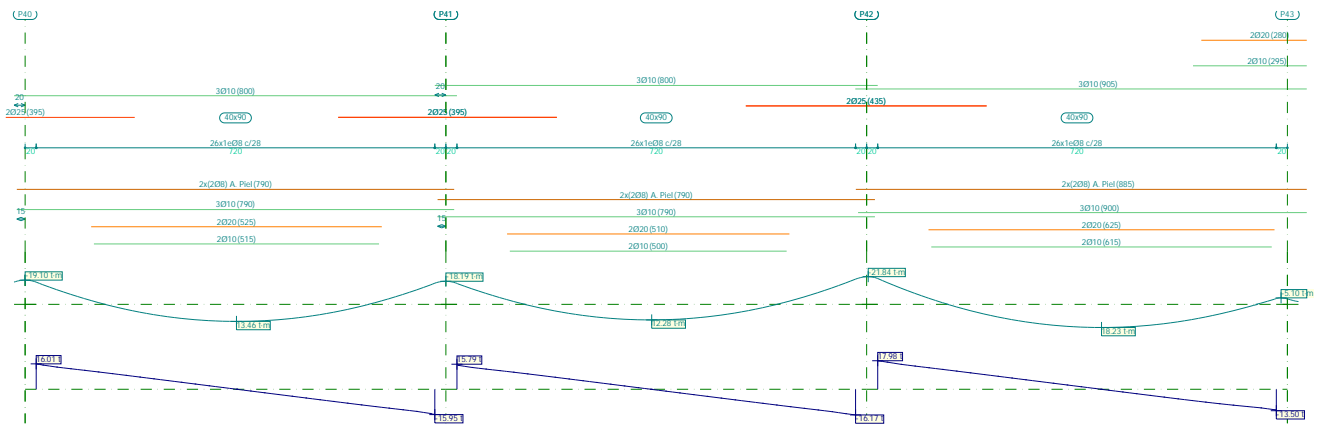 P40 P41 P42 P43
2Ø20(280)
2Ø10(295)
3Ø10(800)
20 3Ø10(905)
20 3Ø10(800)
2Ø25(435)
2Ø25(395) 40x90 2Ø25(395) 40x90 40x90
26x1eØ8 c/28 26x1eØ8 c/28 26x1eØ8 c/28
20 720 20 20 720 20 20 720 20
2x(2Ø8) A. Piel(790) 2x(2Ø8) A. Piel(885)
2x(2Ø8) A. Piel(790)
3Ø10(790) 3Ø10(900)
15 15 3Ø10(790)
2Ø20(525) 2Ø20(510) 2Ø20(625)
2Ø10(515) 2Ø10(500) 2Ø10(615)
-19.10 t·m -18.19 t·m -21.84 t·m
-5.10 t·m
13.46 t·m 12.28 t·m 18.23 t·m
16.01 t 15.79 t 17.98 t
-15.95 t -16.17 t -13.50 t